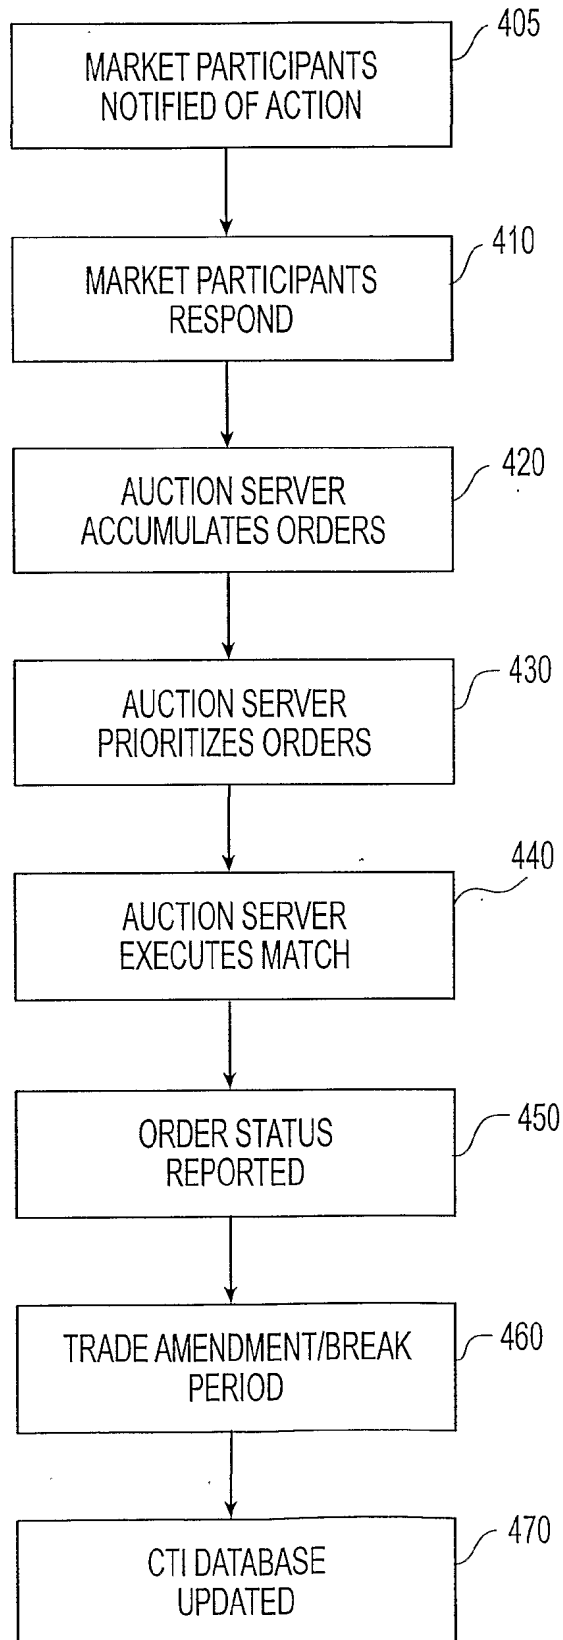 405
MARKET PARTICIPANTS
NOTIFIED OF ACTION
410
MARKET PARTICIPANTS
RESPOND
420
AUCTION SERVER
ACCUMULATES ORDERS
430
AUCTION SERVER
PRIORITIZES ORDERS
440
AUCTION SERVER
EXECUTES MATCH
450
ORDER STATUS
REPORTED
460
TRADE AMENDMENT/BREAK
PERIOD
470
CTI DATABASE
UPDATED